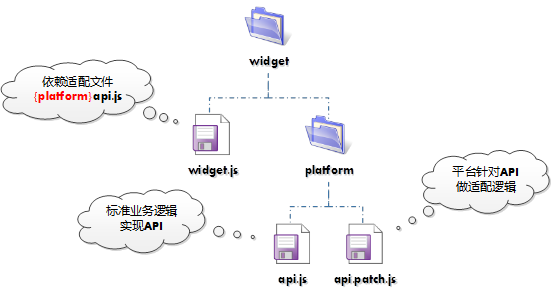 widget
依赖适配文件
{platform}api.js
widget.js
platform
平台针对API
做适配逻辑
标准业务逻辑
实现API
api.js
api.patch.js